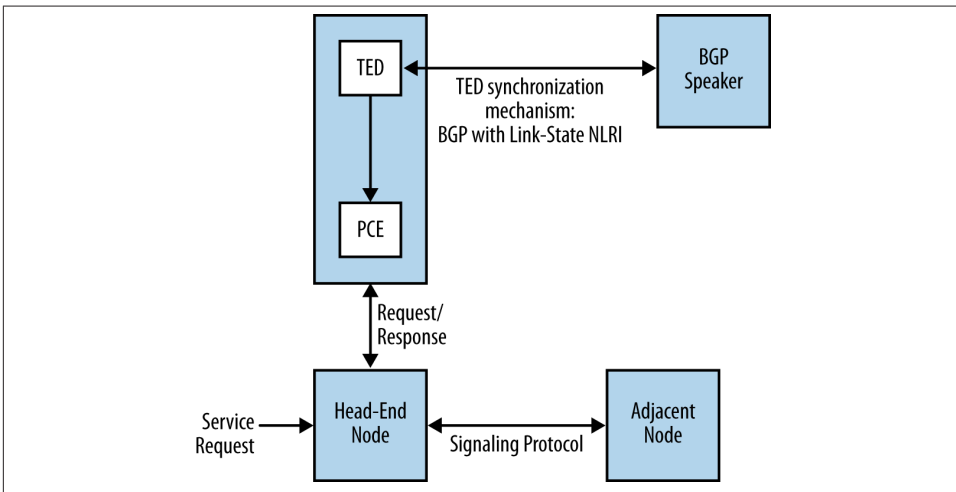 TED
BGP
Speaker
TED synchronization
mechanism:
BGP with Link-State NLRI
PCE
Request/
Response
Service
Request
Head-End
Node
Signaling Protocol
Adjacent
Node